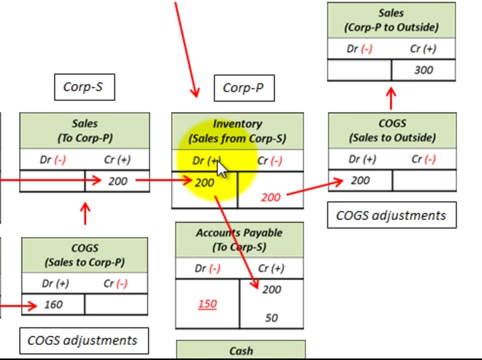 Sales
(Corp-P to Outside)
Dr (-) Cr (+)
300
Corp-S
Corp-P
Sales
(To Corp-P)
Dr (-) Cr (+)
200
Inventory
(Sales from Corp-S)
Dr (+) Cr (-)
200
200
COGS
(Sales to Outside)
Dr (+) Cr (-)
200
COGS adjustments
COGS
(Sales to Corp-P)
Dr (+) Cr (-)
160
COGS adjustments
Accounts Payable
(To Corp-S)
Dr (-) Cr (+)
200
150
50
Cash